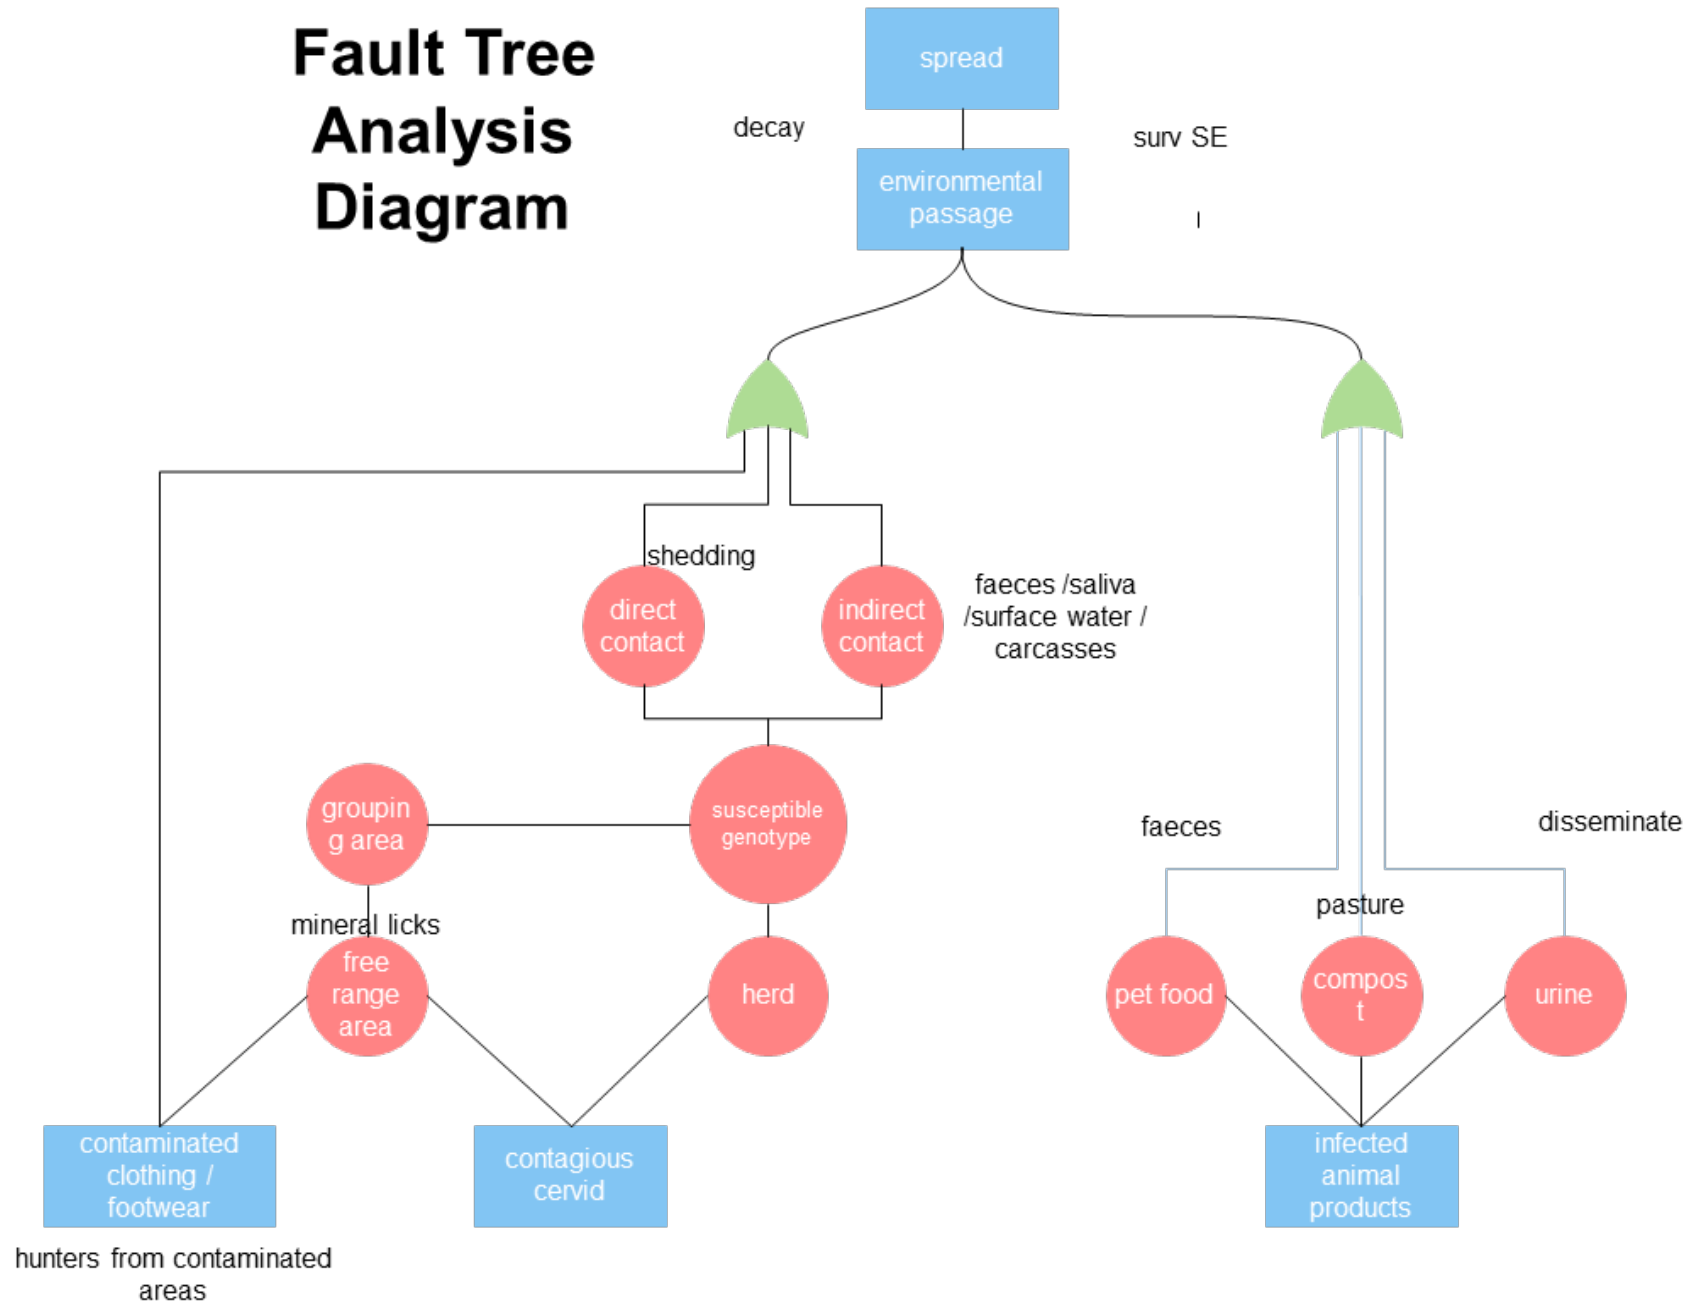 Fault Tree
Analysis
Diagram
spread
decay
surv SE
environmental
passage
I
shedding
direct
contact
indirect
contact
faeces /saliva
/surface water /
carcasses
groupin
g area
susceptible
genotype
faeces
disseminate
mineral licks
pasture
free
range
area
herd
pet food
compos
t
urine
contaminated
clothing /
footwear
contagious
cervid
infected
animal
products
hunters from contaminated
areas